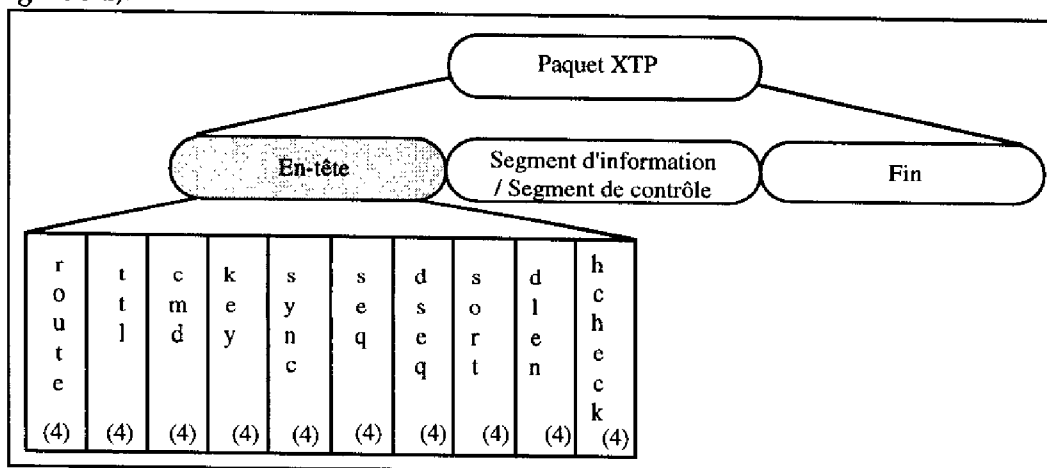 Paquet XTP
En-tête
Segment d'information
/ Segment de contrôle
Fin
route
ttl
cmd
key
sync
seq
dseq
sort
dlen
hcheck
(4) (4) (4) (4) (4) (4) (4) (4) (4) (4)